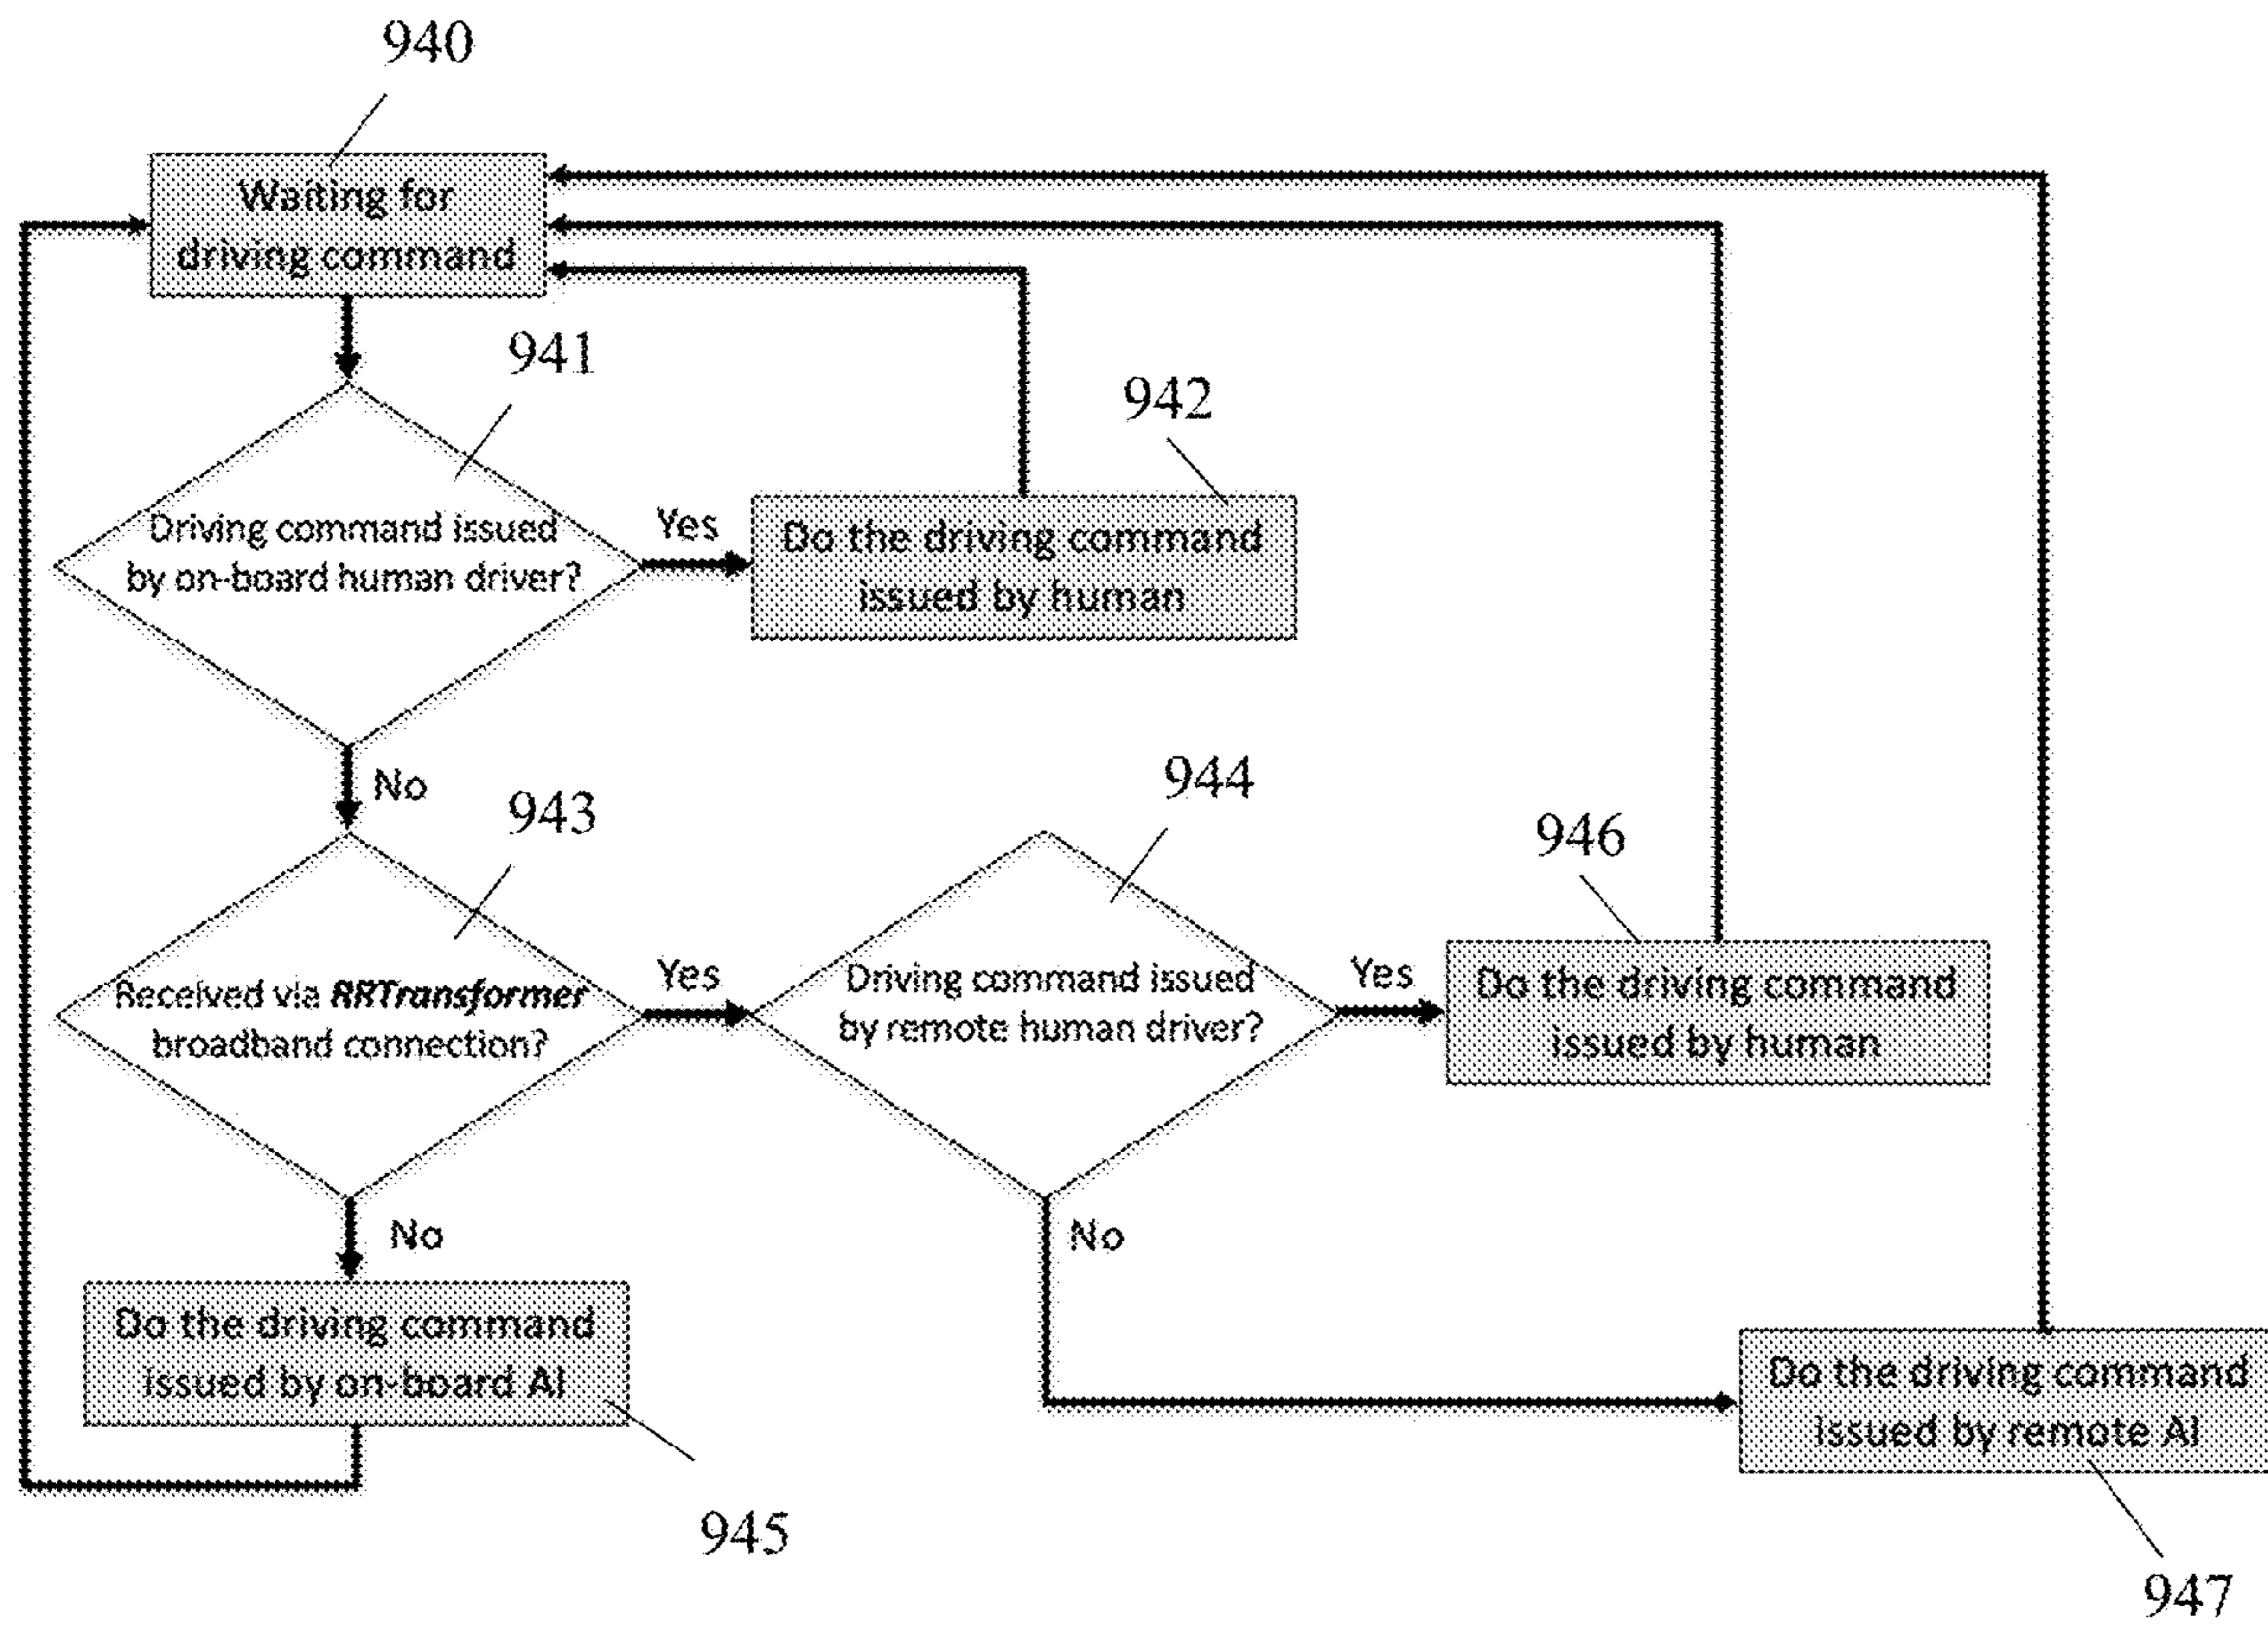 940
Waiting for
driving command
941
Driving command issued
by on-board human driver?
Yes
942
Do the driving command
issued by human
No
943
Received via RRTransformer
broadband connection?
Yes
944
Driving command issued
by remote human driver?
Yes
946
Do the driving command
issued by human
No
Do the driving command
issued by on-board AI
945
No
Do the driving command
issued by remote AI
947